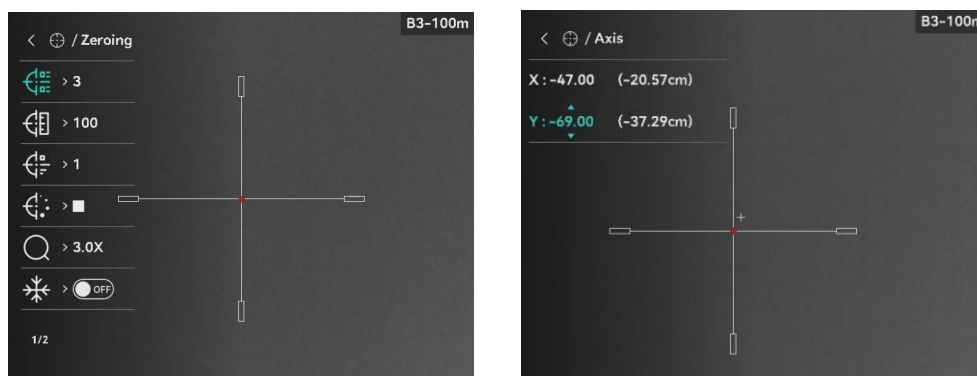 B3-100m
< / Zeroing
> 3
> 100
> 1
>
> 3.0X
> OFF
1/2
B3-100m
< / Axis
X : -47.00 (-20.57cm)
Y : -69.00 (-37.29cm)